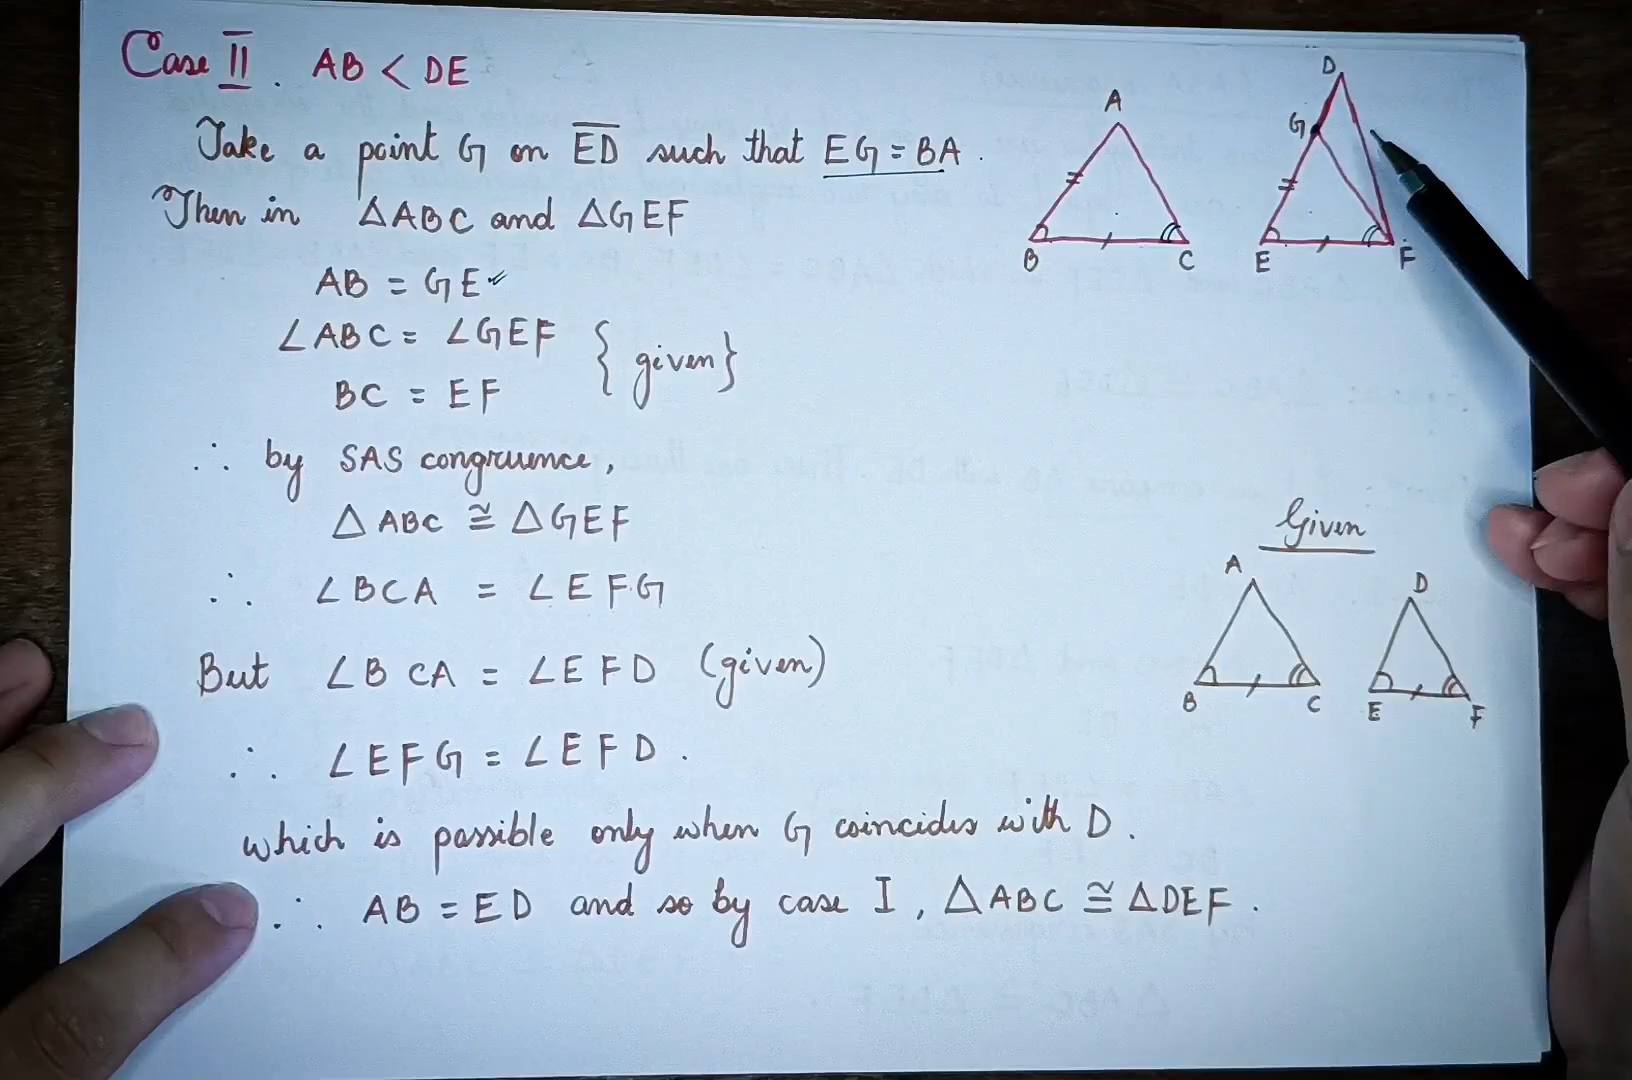 Case II. AB < DE
Take a point G on ED such that EG = BA.
Then in ΔABC and ΔGEF
AB = GE✓
∠ABC = ∠GEF
{given}
BC = EF
∴ by SAS congruence,
ΔABC ≅ ΔGEF
∴ ∠BCA = ∠EFG
But ∠BCA = ∠EFD (given)
∴ ∠EFG = ∠EFD.
which is possible only when G coincides with D.
∴ AB = ED and so by case I, ΔABC ≅ ΔDEF.
A
B
C
D
G
E
F
Given
A
B
C
D
E
F